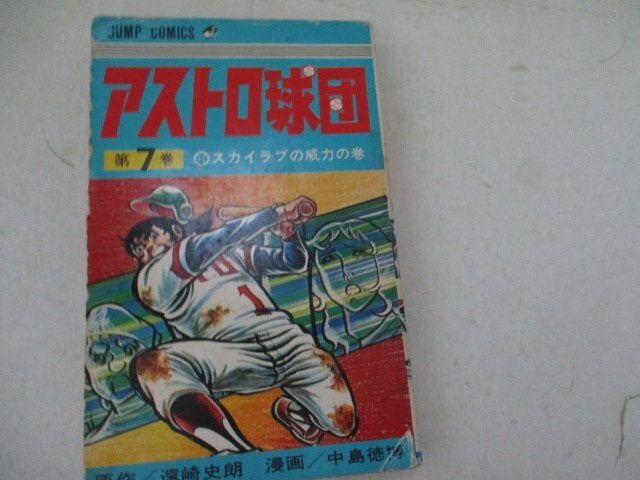 JUMP COMICS
アストロ球団
第7巻
スカイラブの威力の巻
1
原作/遠崎史朗 漫画/中島徳博